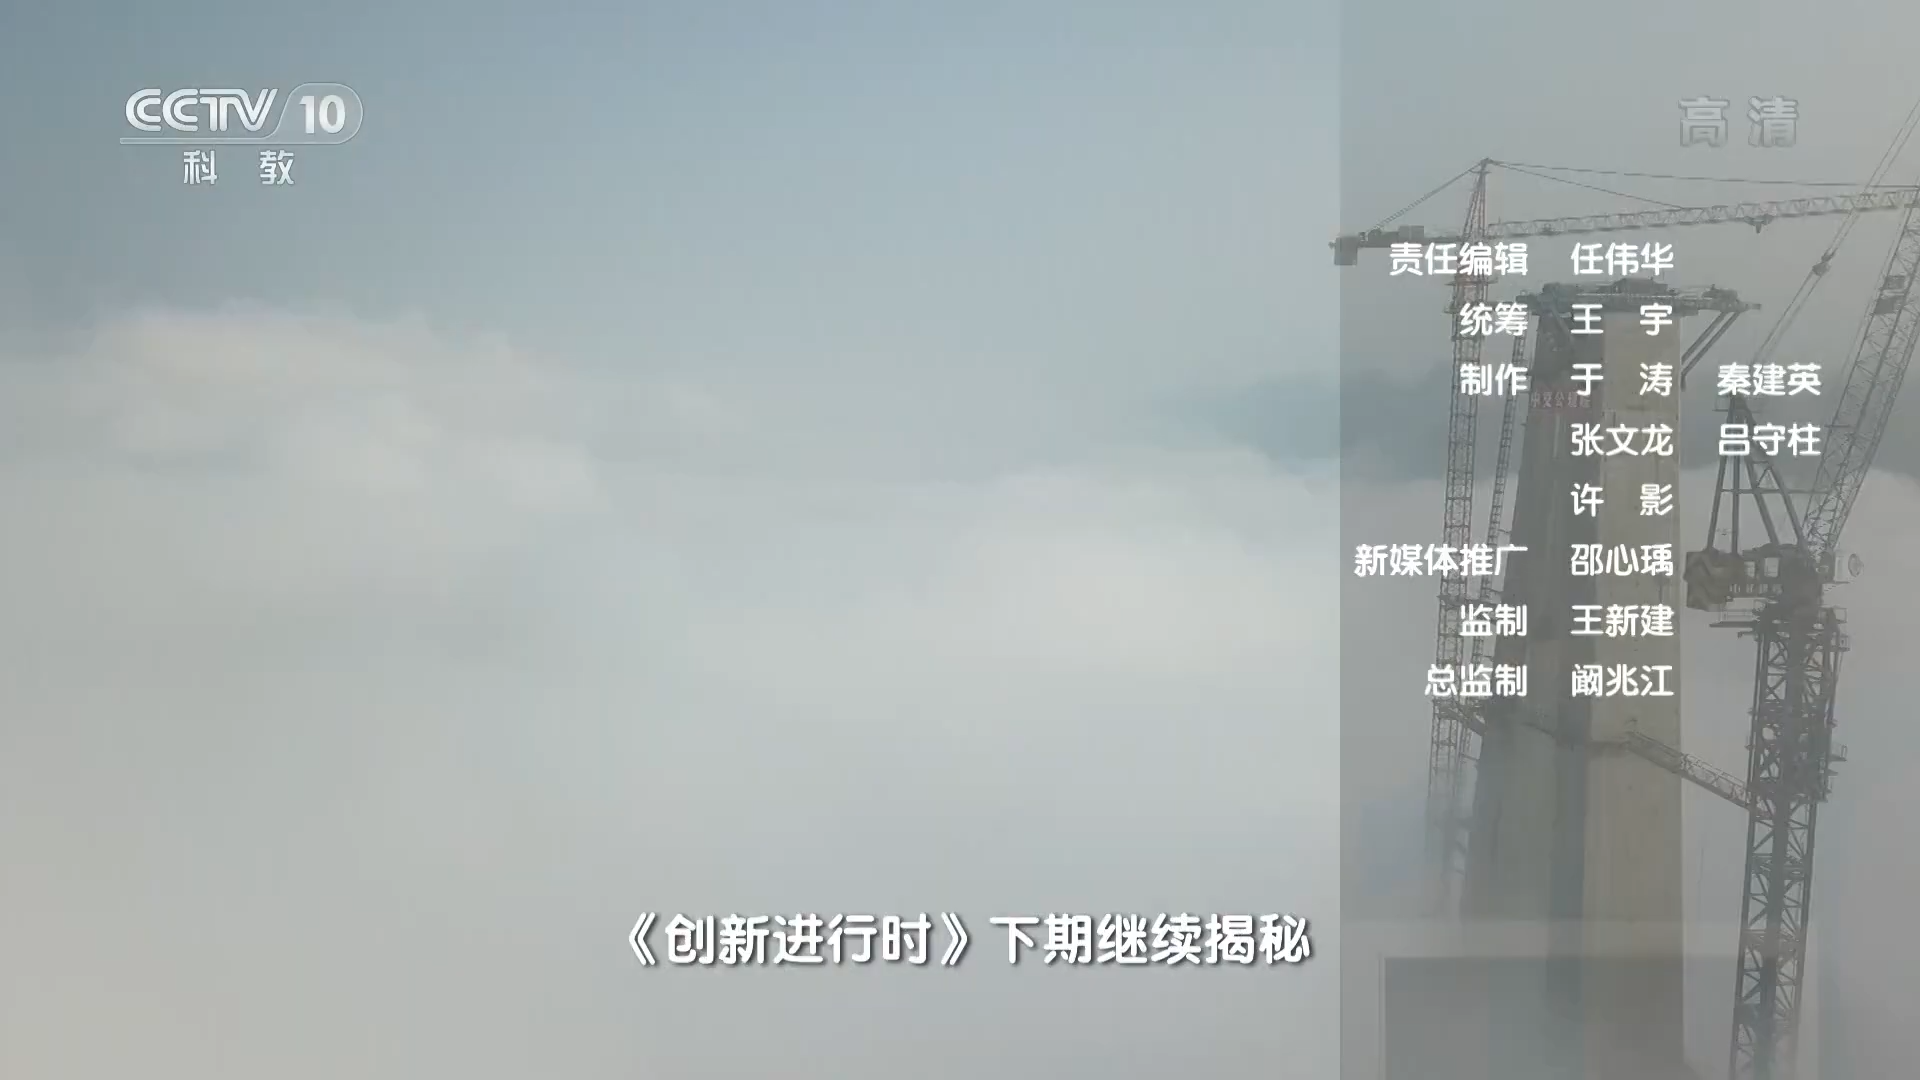 CCTV 10
科 教
高清
责任编辑 任伟华
统筹 王 宇
制作 于 涛 秦建英
张文龙 吕守柱
许 影
新媒体推广 邵心瑀
监制 王新建
总监制 阚兆江
《创新进行时》下期继续揭秘